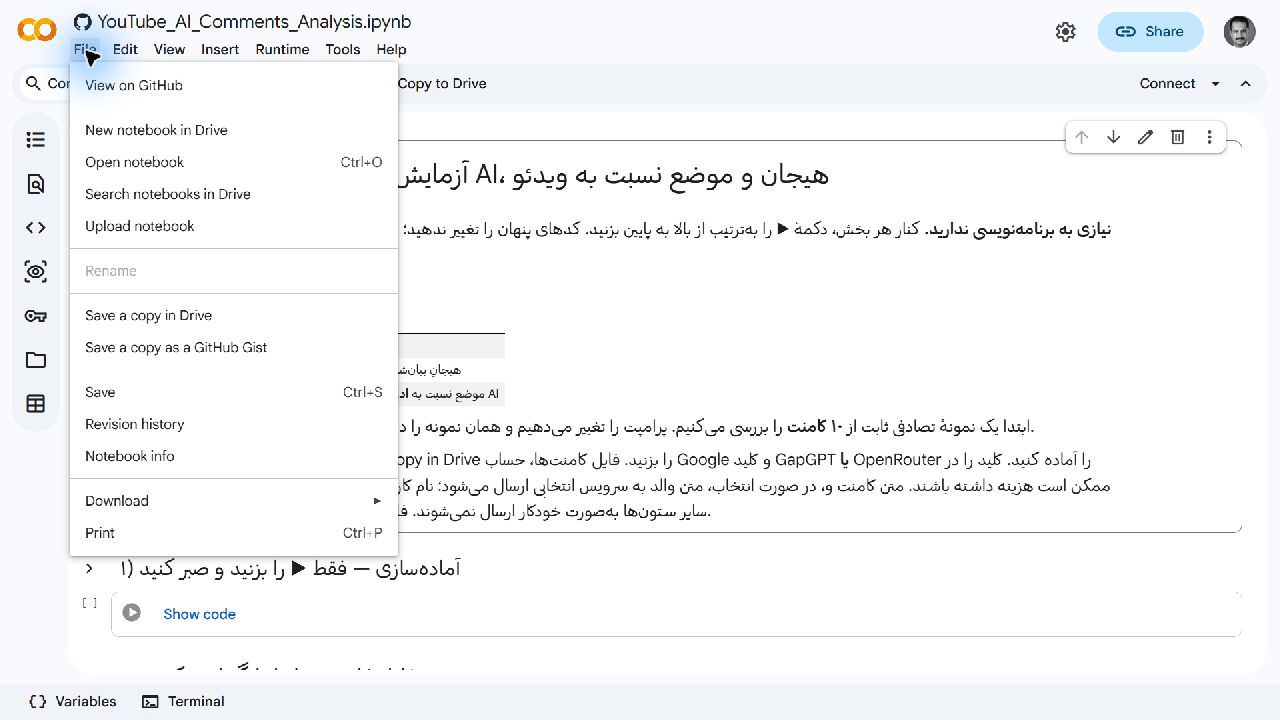 YouTube_AI_Comments_Analysis.ipynb
File Edit View Insert Runtime Tools Help
Share
Copy to Drive
Connect
View on GitHub
New notebook in Drive
Open notebook Ctrl+O
Search notebooks in Drive
Upload notebook
Rename
Save a copy in Drive
Save a copy as a GitHub Gist
Save Ctrl+S
Revision history
Notebook info
Download
Print Ctrl+P
هیجان و موضع نسبت به ویدئو ،AI
نیازی به برنامه‌نویسی ندارید. کنار هر بخش، دکمهٔ ▶ را به‌ترتیب از بالا به پایین بزنید. کدهای پنهان را تغییر ندهید؛
موضع نسبت به AI
ابتدا یک نمونهٔ تصادفی ثابت از ۱۰ کامنت را بررسی می‌کنیم. پرامپت را تغییر می‌دهیم و همان نمونه را
را بزنید. فایل کامنت‌ها، حساب Google و کلید GapGPT یا OpenRouter را آماده کنید. کلید را در
ممکن است هزینه داشته باشند. متن کامنت و، در صورت انتخاب، متن والد به سرویس انتخابی ارسال می‌شود؛ نام
سایر ستون‌ها به‌صورت خودکار ارسال نمی‌شوند.
۱) آماده‌سازی — فقط ▶ را بزنید و صبر کنید
[ ]
Show code
Variables
Terminal